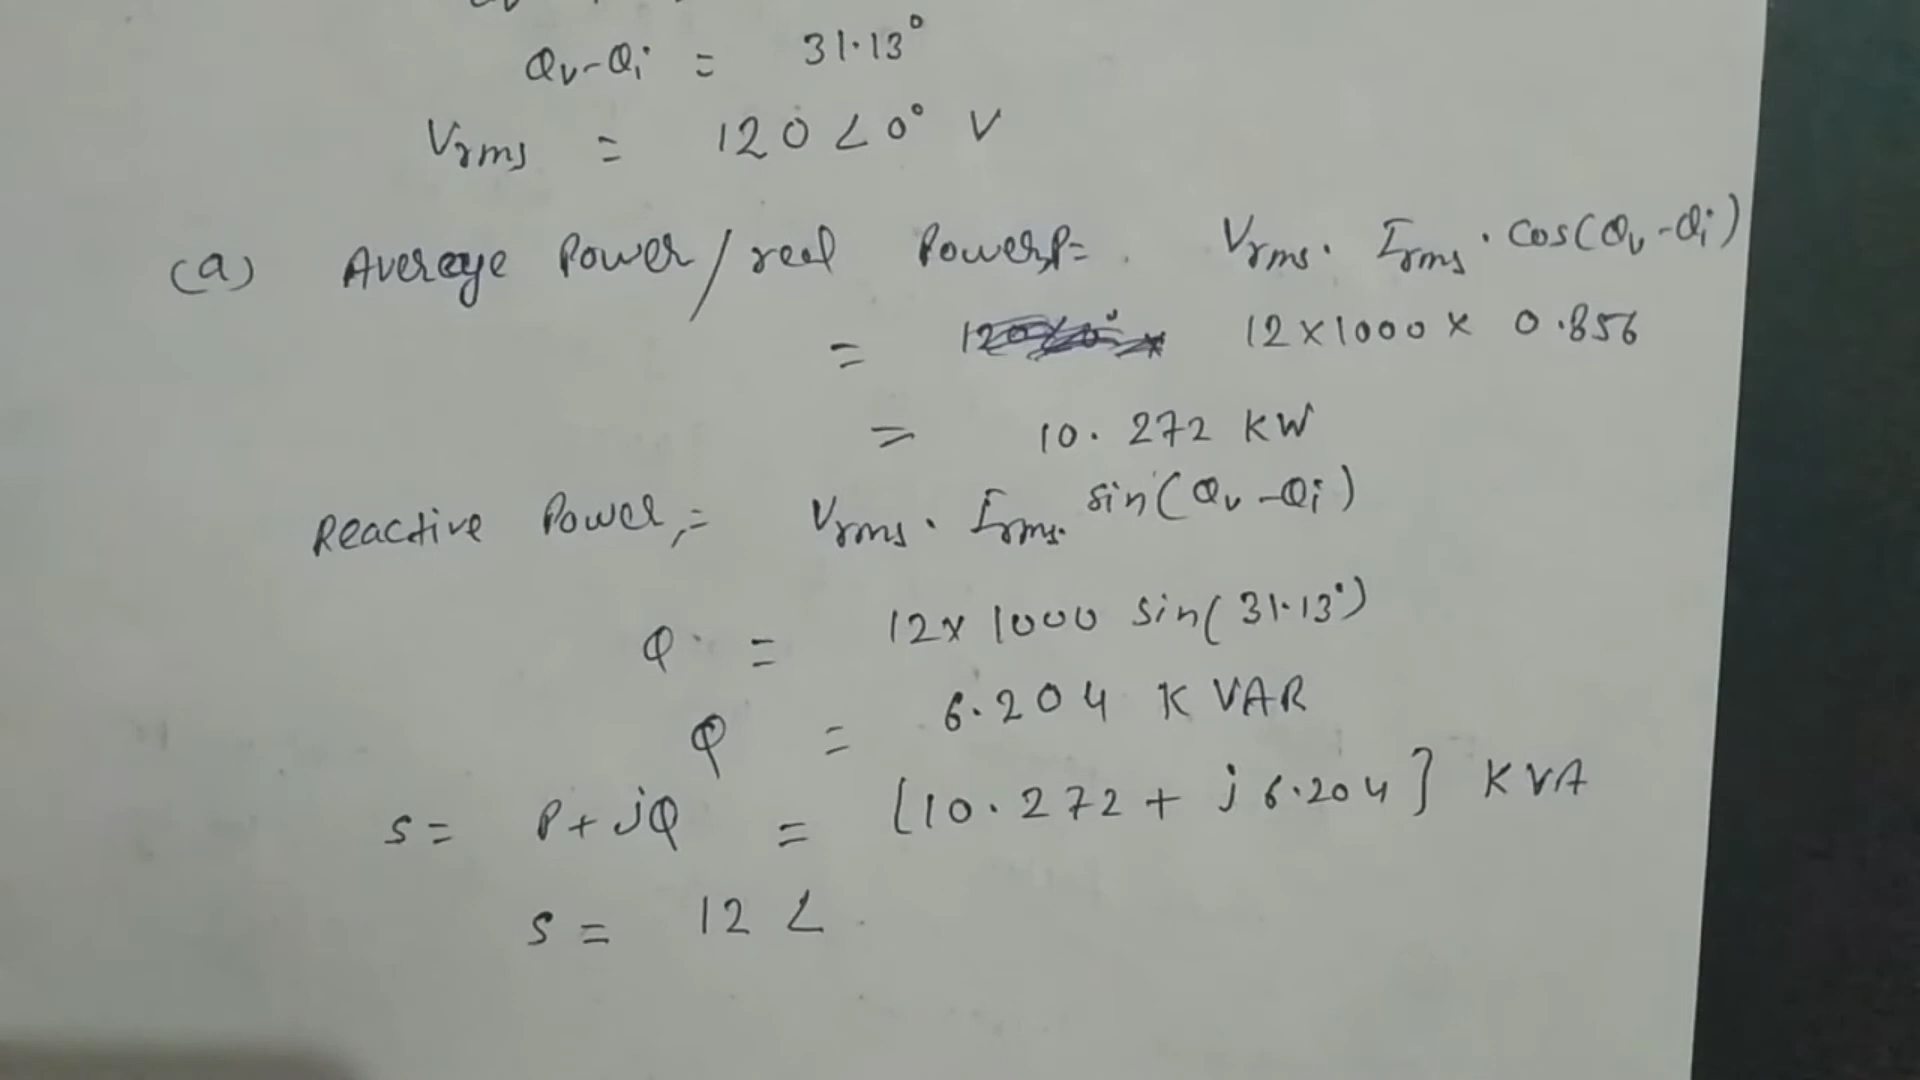 θv-θi = 31.13°
Vrms = 120 ∠0° V
(a) Average Power / real Power, P = Vrms. Irms. cos(θv-θi)
= 12 x 1000 x 0.856
= 10.272 KW
Reactive Power, = Vrms. Irms. sin(θv-θi)
Q = 12x 1000 sin(31.13°)
Q = 6.204 K VAR
S = P+jQ = [10.272 + j 6.204] KVA
S = 12 ∠